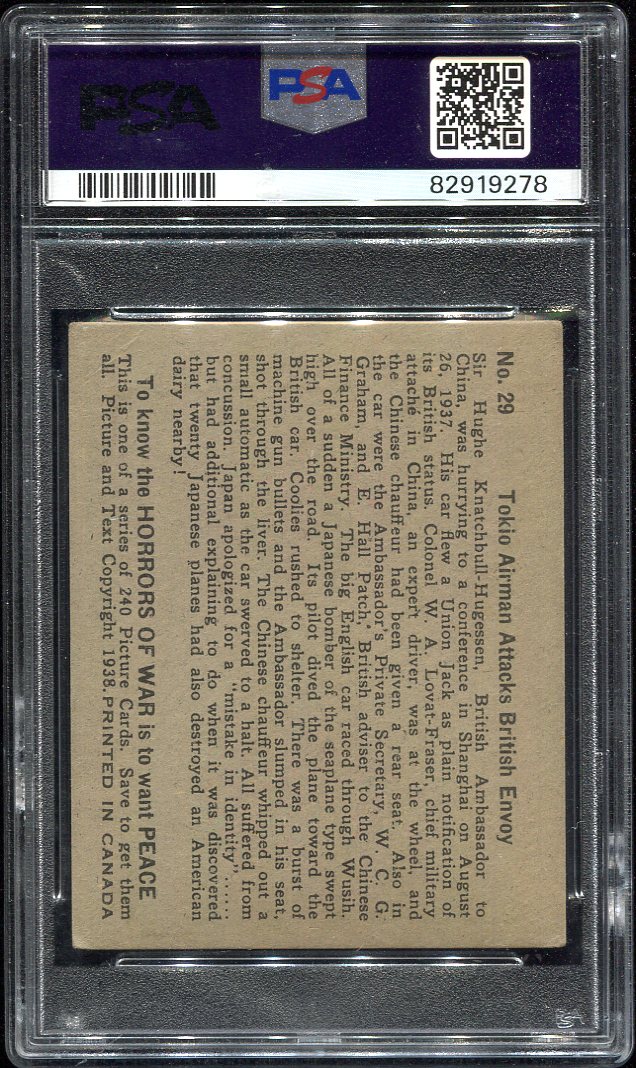 PSA
PSA
82919278
No. 29 Tokio Airman Attacks British Envoy
Sir Hughe Knatchbull-Hugessen, British Ambassador to
China, was hurrying to a conference in Shanghai on August
26, 1937. His car flew a Union Jack as plain notification of
its British status. Colonel W. A. Lovat-Fraser, chief military
attaché in China, an expert driver, was at the wheel, and
the Chinese chauffeur had been given a rear seat. Also in
the car were the Ambassador's Private Secretary, W. C. G.
Graham, and E. Hall Patch, British adviser to the Chinese
Finance Ministry. The big English car raced through Wusih.
All of a sudden a Japanese bomber of the seaplane type swept
high over the road. Its pilot dived the plane toward the
British car. Coolies rushed to shelter. There was a burst of
machine gun bullets and the Ambassador slumped in his seat,
shot through the liver. The Chinese chauffeur whipped out a
small automatic as the car swerved to a halt. All suffered from
concussion. Japan apologized for a "mistake in identity"......
but had additional explaining to do when it was discovered
that twenty Japanese planes had also destroyed an American
dairy nearby!
To know the HORRORS OF WAR is to want PEACE
This is one of a series of 240 Picture Cards. Save to get them
all. Picture and Text Copyright 1938. PRINTED IN CANADA
PSA